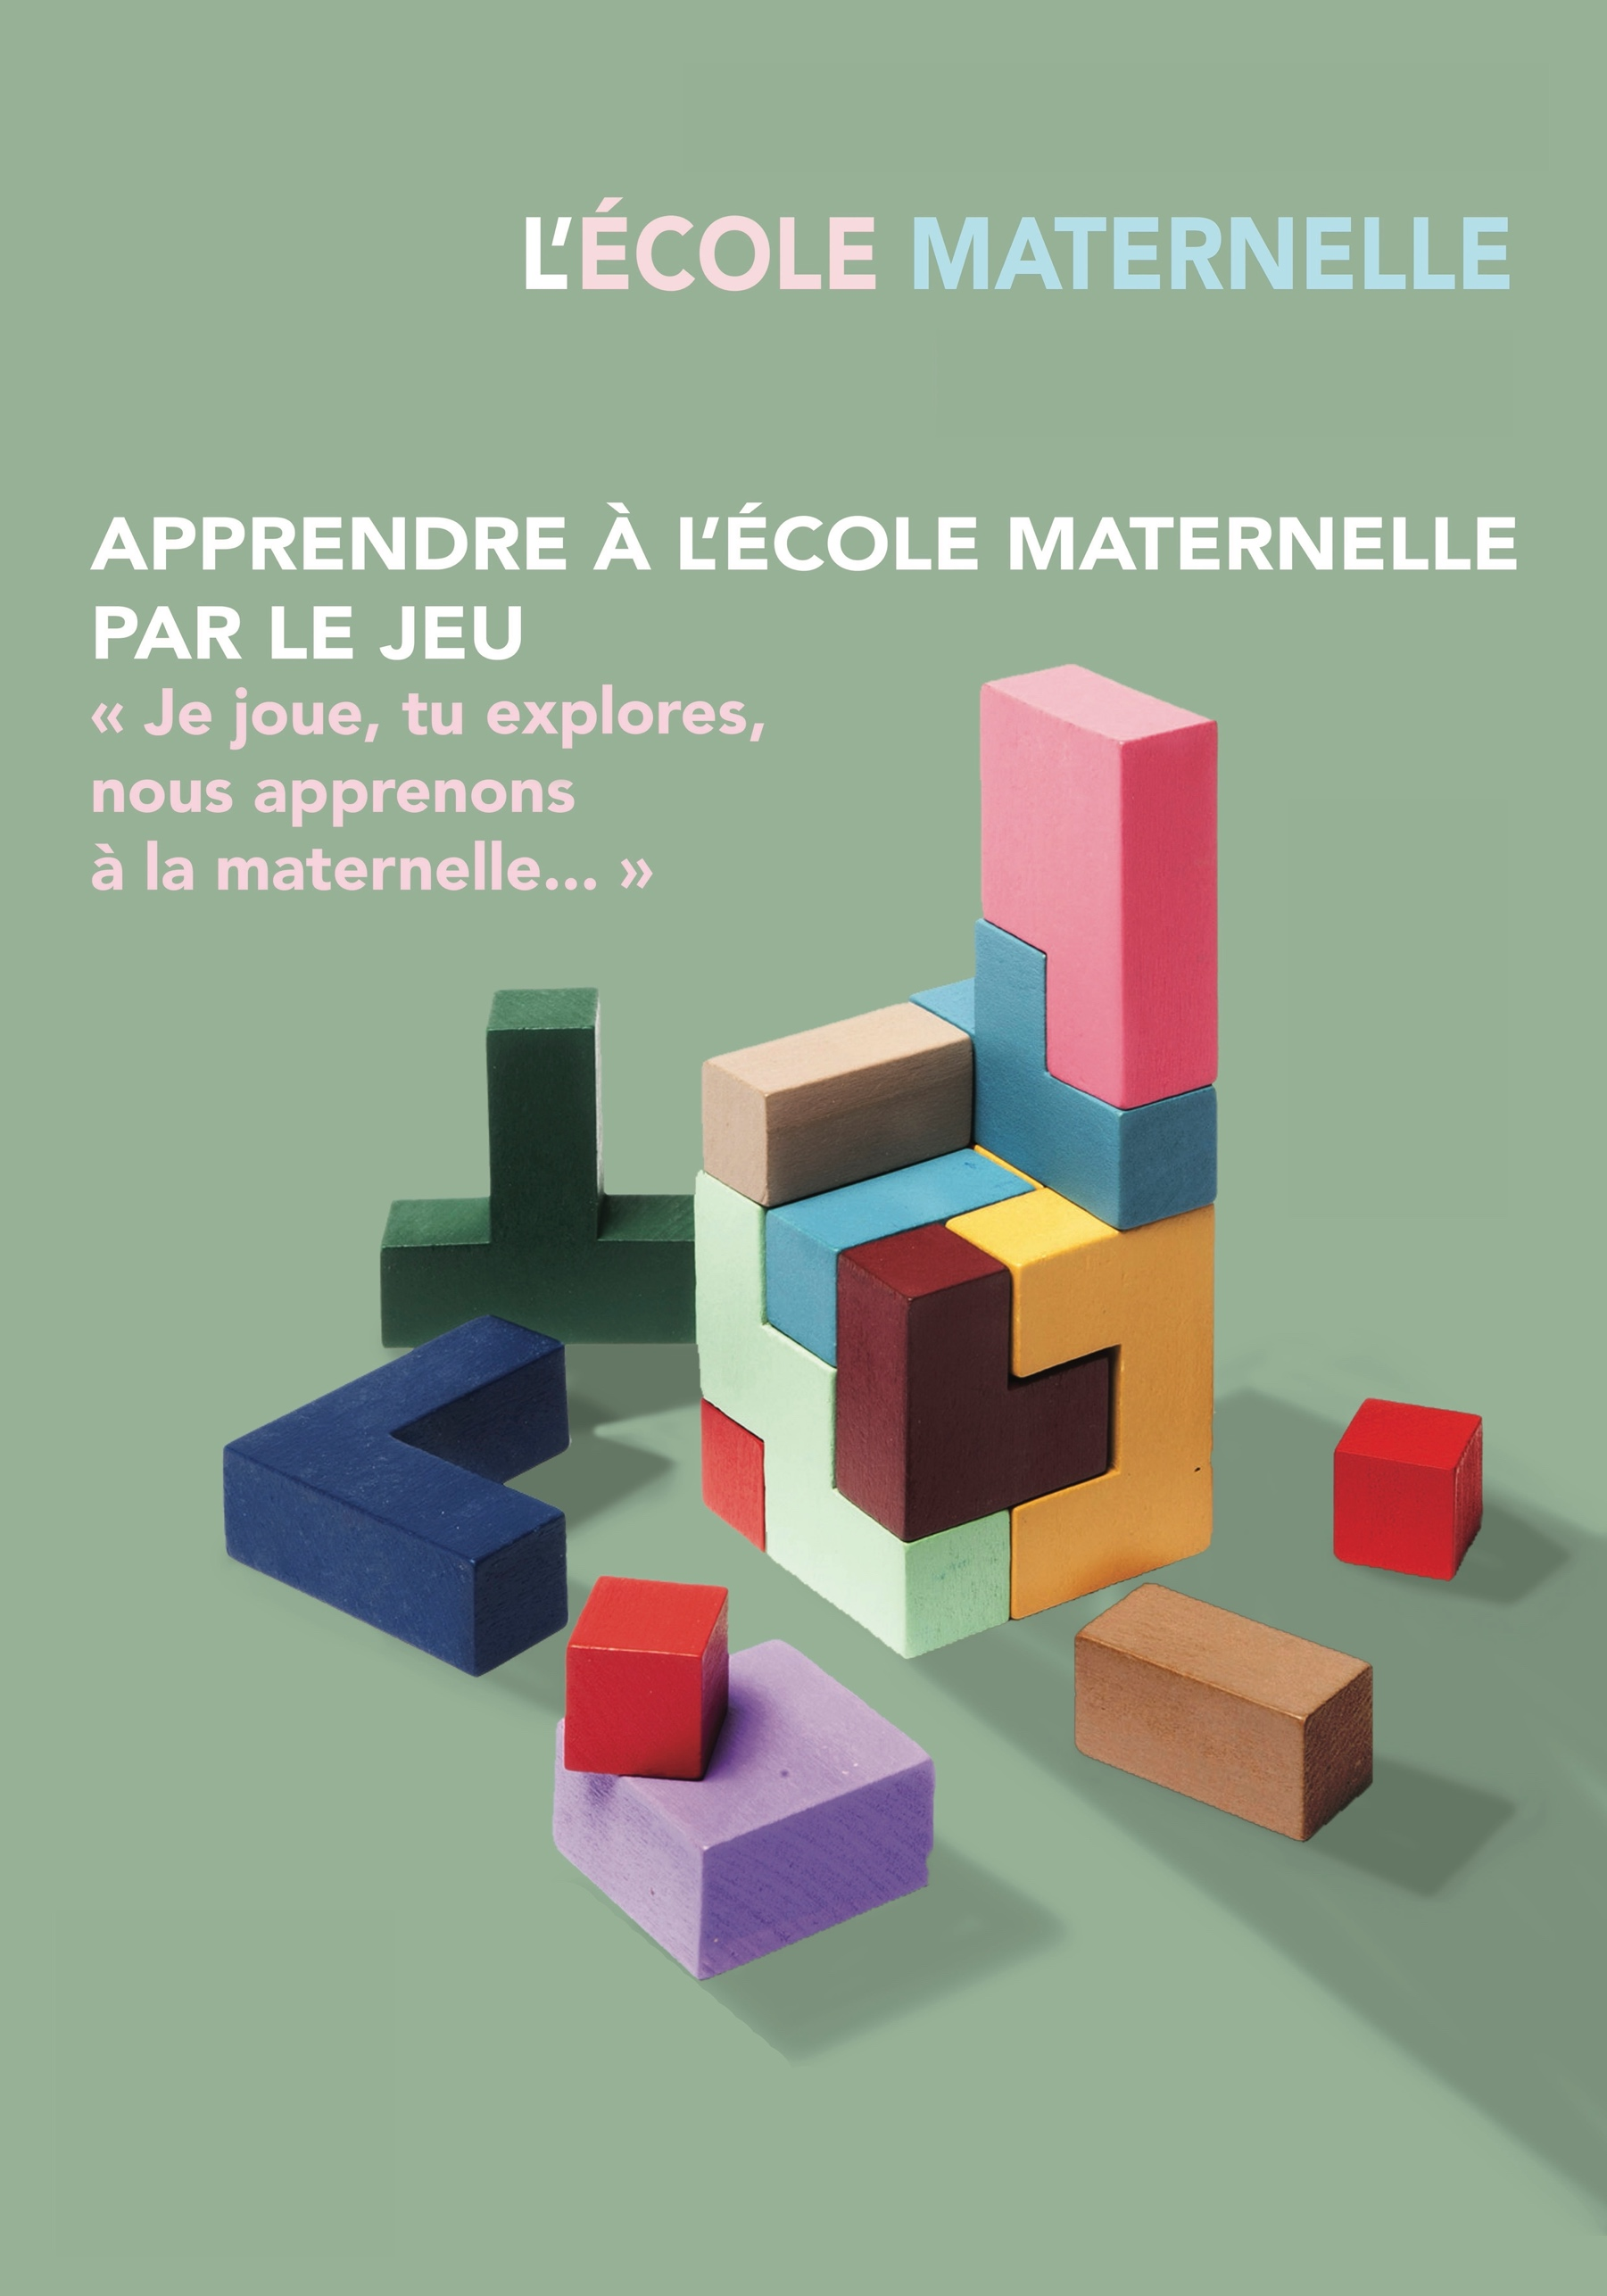 L’ÉCOLE MATERNELLE
APPRENDRE À L’ÉCOLE MATERNELLE
PAR LE JEU
« Je joue, tu explores,
nous apprenons
à la maternelle... »